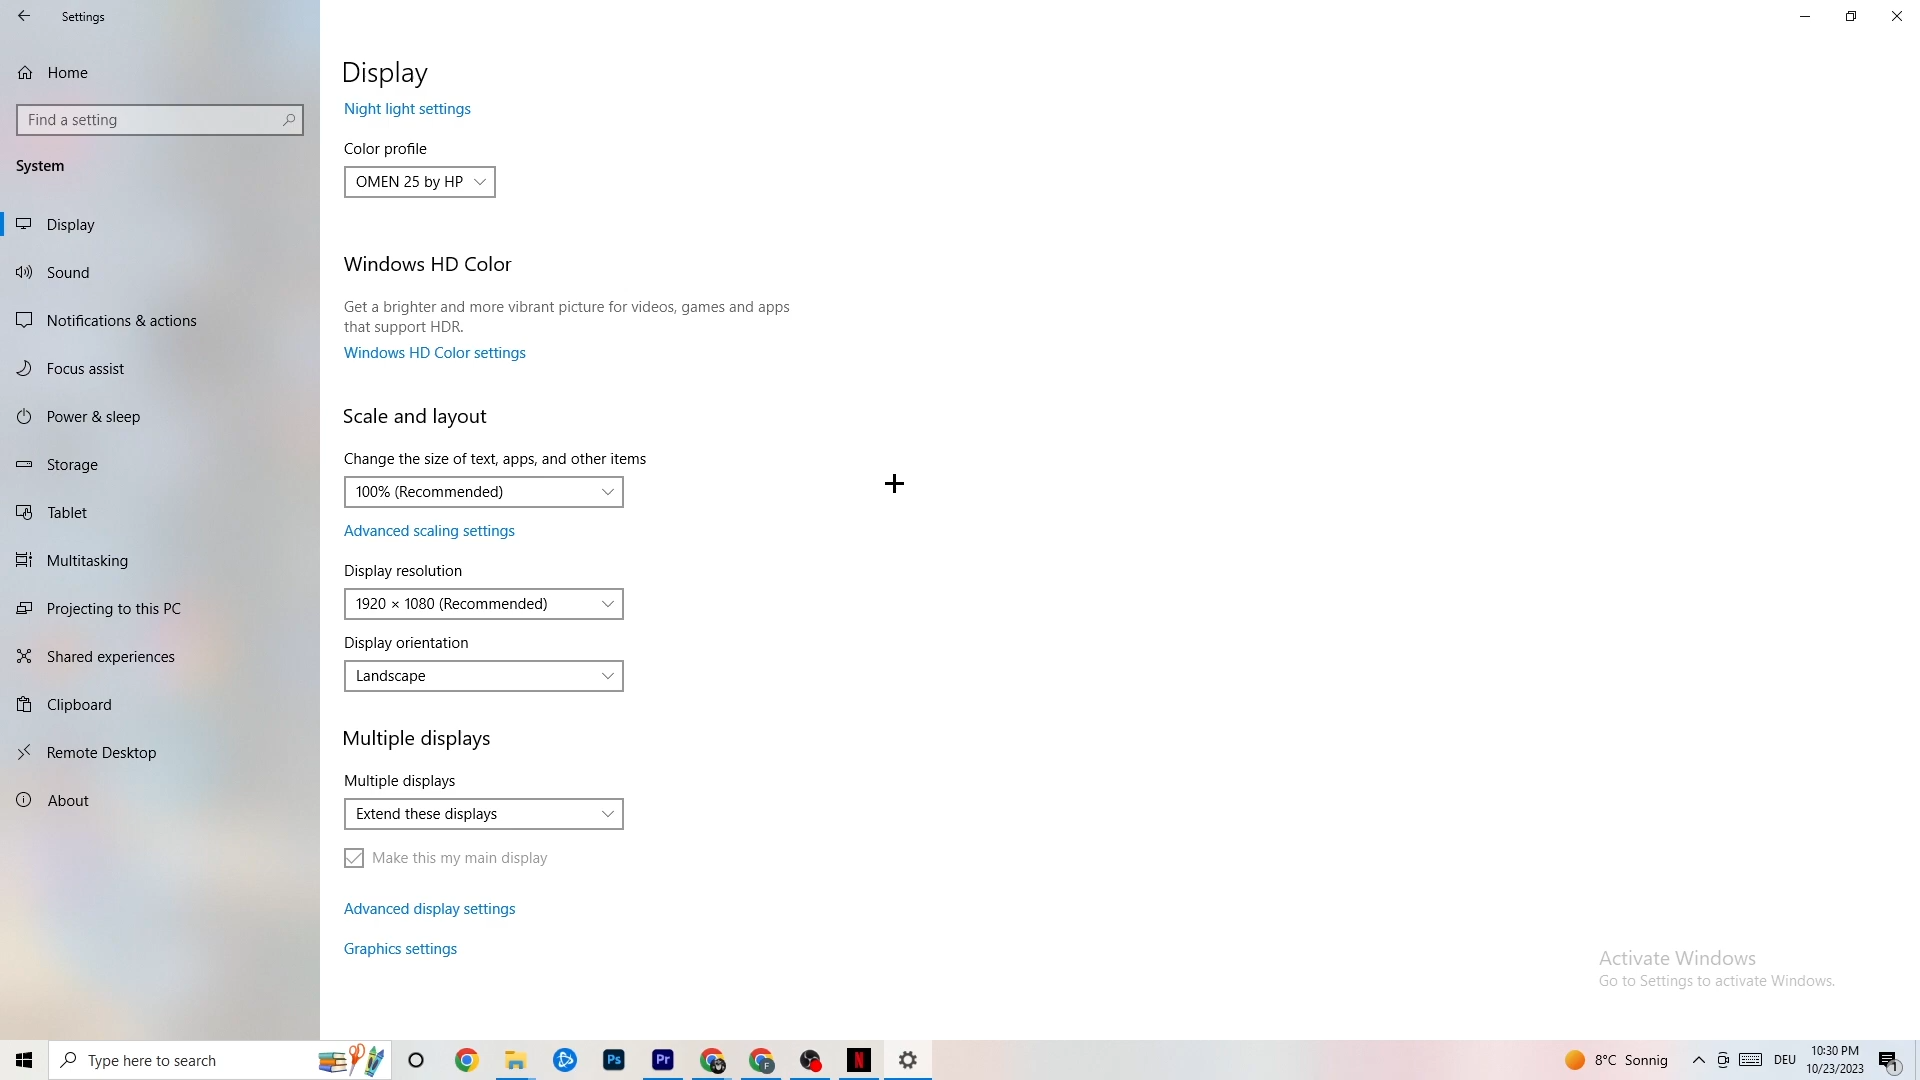 Settings
Home
Find a setting
System
Display
Sound
Notifications & actions
Focus assist
Power & sleep
Storage
Tablet
Multitasking
Projecting to this PC
Shared experiences
Clipboard
Remote Desktop
About
Display
Night light settings
Color profile
OMEN 25 by HP
Windows HD Color
Get a brighter and more vibrant picture for videos, games and apps
that support HDR.
Windows HD Color settings
Scale and layout
Change the size of text, apps, and other items
100% (Recommended)
Advanced scaling settings
Display resolution
1920 × 1080 (Recommended)
Display orientation
Landscape
Multiple displays
Multiple displays
Extend these displays
Make this my main display
Advanced display settings
Graphics settings
Activate Windows
Go to Settings to activate Windows.
Type here to search
Ps
Pr
F
N
8°C Sonnig
DEU
10:30 PM
10/23/2023
1